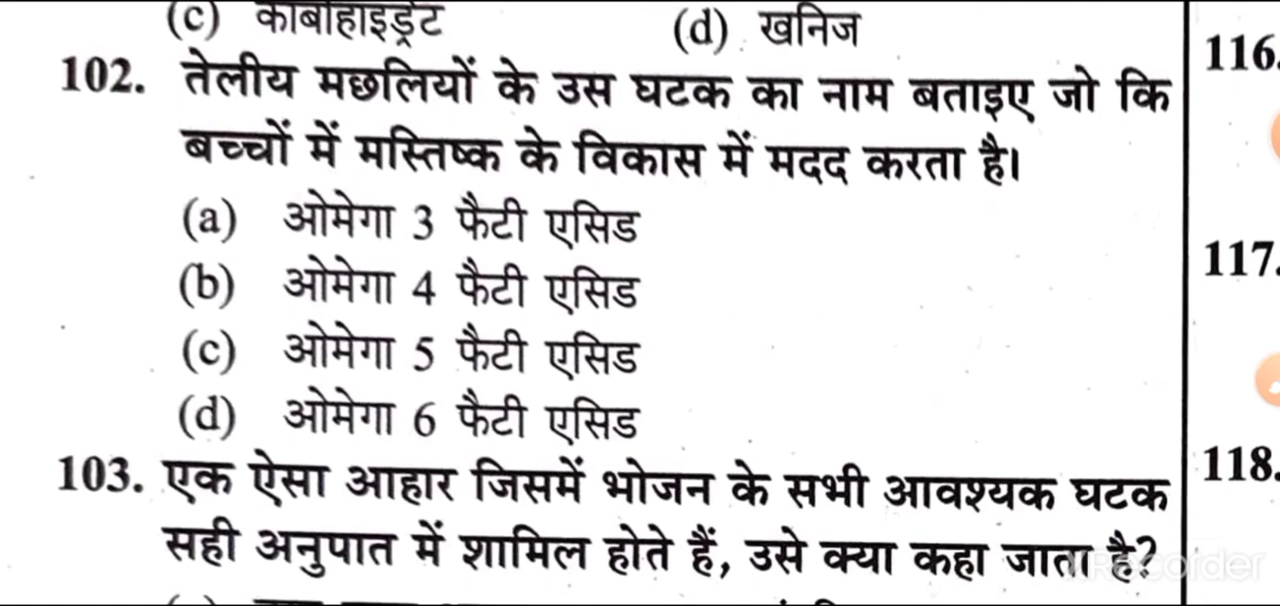 (c) कार्बोहाइड्रेट (d) खनिज
102. तेलीय मछलियों के उस घटक का नाम बताइए जो कि
बच्चों में मस्तिष्क के विकास में मदद करता है।
(a) ओमेगा 3 फैटी एसिड
(b) ओमेगा 4 फैटी एसिड
(c) ओमेगा 5 फैटी एसिड
(d) ओमेगा 6 फैटी एसिड
103. एक ऐसा आहार जिसमें भोजन के सभी आवश्यक घटक
सही अनुपात में शामिल होते हैं, उसे क्या कहा जाता है?
116.
117.
118.
XRecorder